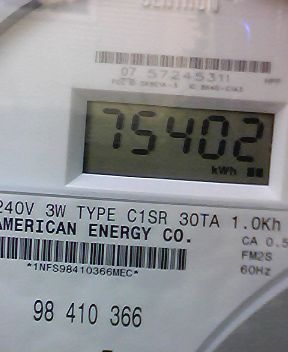 CENTRON
07 57245311
75402
kWh
240V 3W TYPE C1SR 30TA 1.0Kh
AMERICAN ENERGY CO.
CA 0.5
FM2S
60Hz
*1NFS98410366MEC*
98 410 366